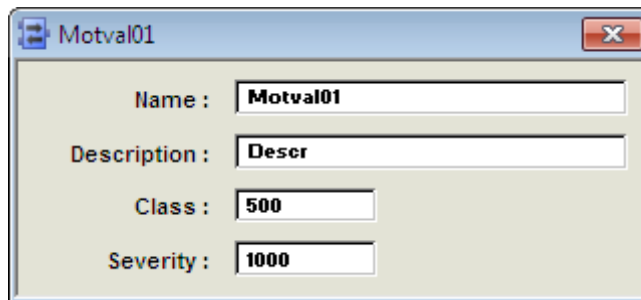 Motval01
Name : Motval01
Description : Descr
Class : 500
Severity : 1000